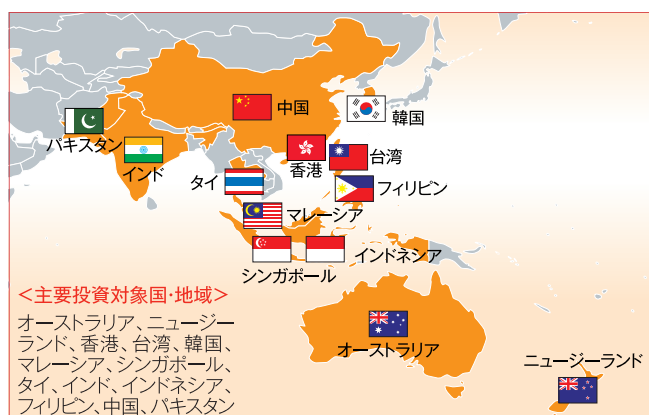 中国
韓国
パキスタン
インド
香港
台湾
タイ
フィリピン
マレーシア
シンガポール
インドネシア
オーストラリア
ニュージーランド
＜主要投資対象国・地域＞
オーストラリア、ニュージー
ランド、香港、台湾、韓国、
マレーシア、シンガポール、
タイ、インド、インドネシア、
フィリピン、中国、パキスタン